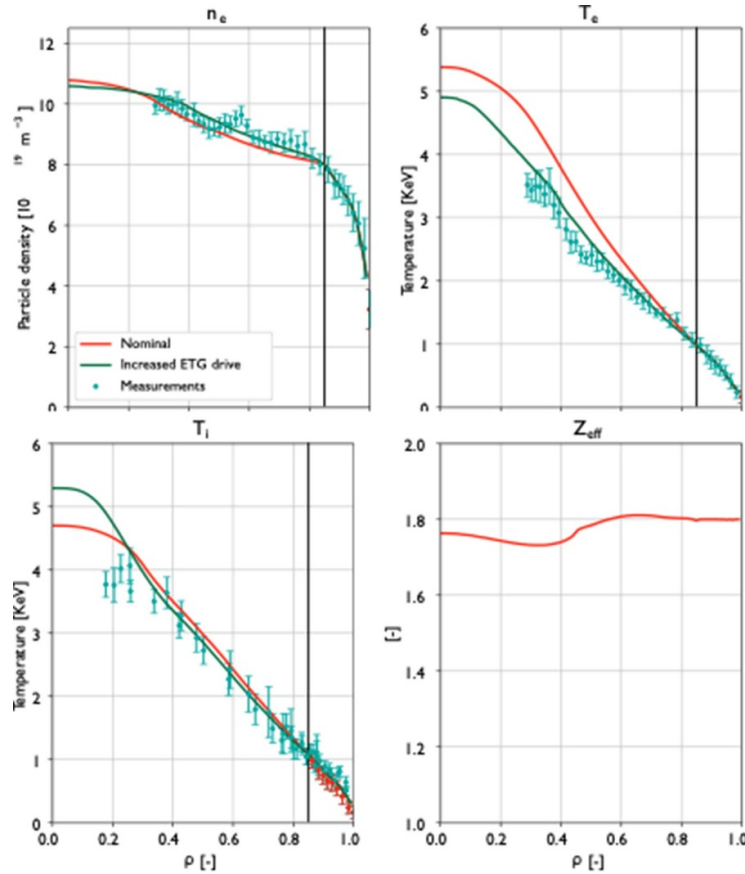 n e
12
10
8
6
4
2
0
Particle density [10 19 m −3]
Nominal
Increased ETG drive
Measurements
T e
6
5
4
3
2
1
0
Temperature [KeV]
T i
6
5
4
3
2
1
0
Temperature [KeV]
0.0 0.2 0.4 0.6 0.8 1.0
ρ [-]
Z eff
2.0
1.8
1.6
1.4
1.2
1.0
[-]
0.0 0.2 0.4 0.6 0.8 1.0
ρ [-]